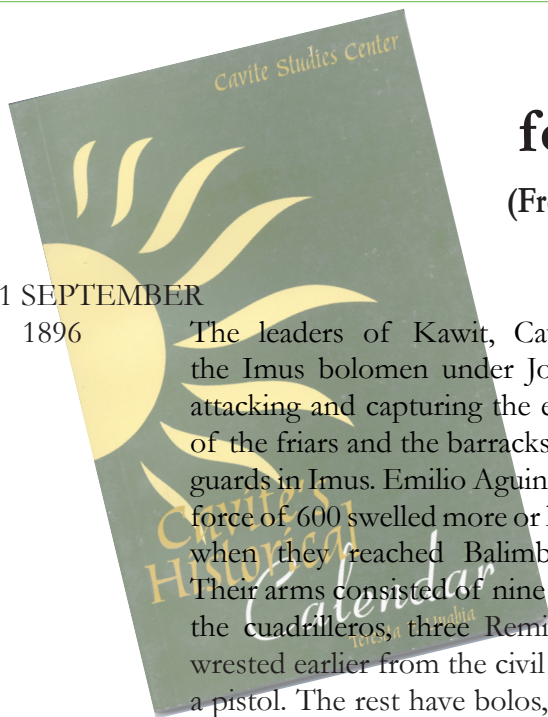 Cavite Studies Center
fo
(Fr
1 SEPTEMBER
1896
The leaders of Kawit, Cav
the Imus bolomen under Jo
attacking and capturing the e
of the friars and the barracks
guards in Imus. Emilio Aguin
force of 600 swelled more or l
when they reached Balimb
Their arms consisted of nine
the cuadrilleros, three Remi
wrested earlier from the civil
a pistol. The rest have bolos,
Cavite's
Historical
Calendar
Teresita